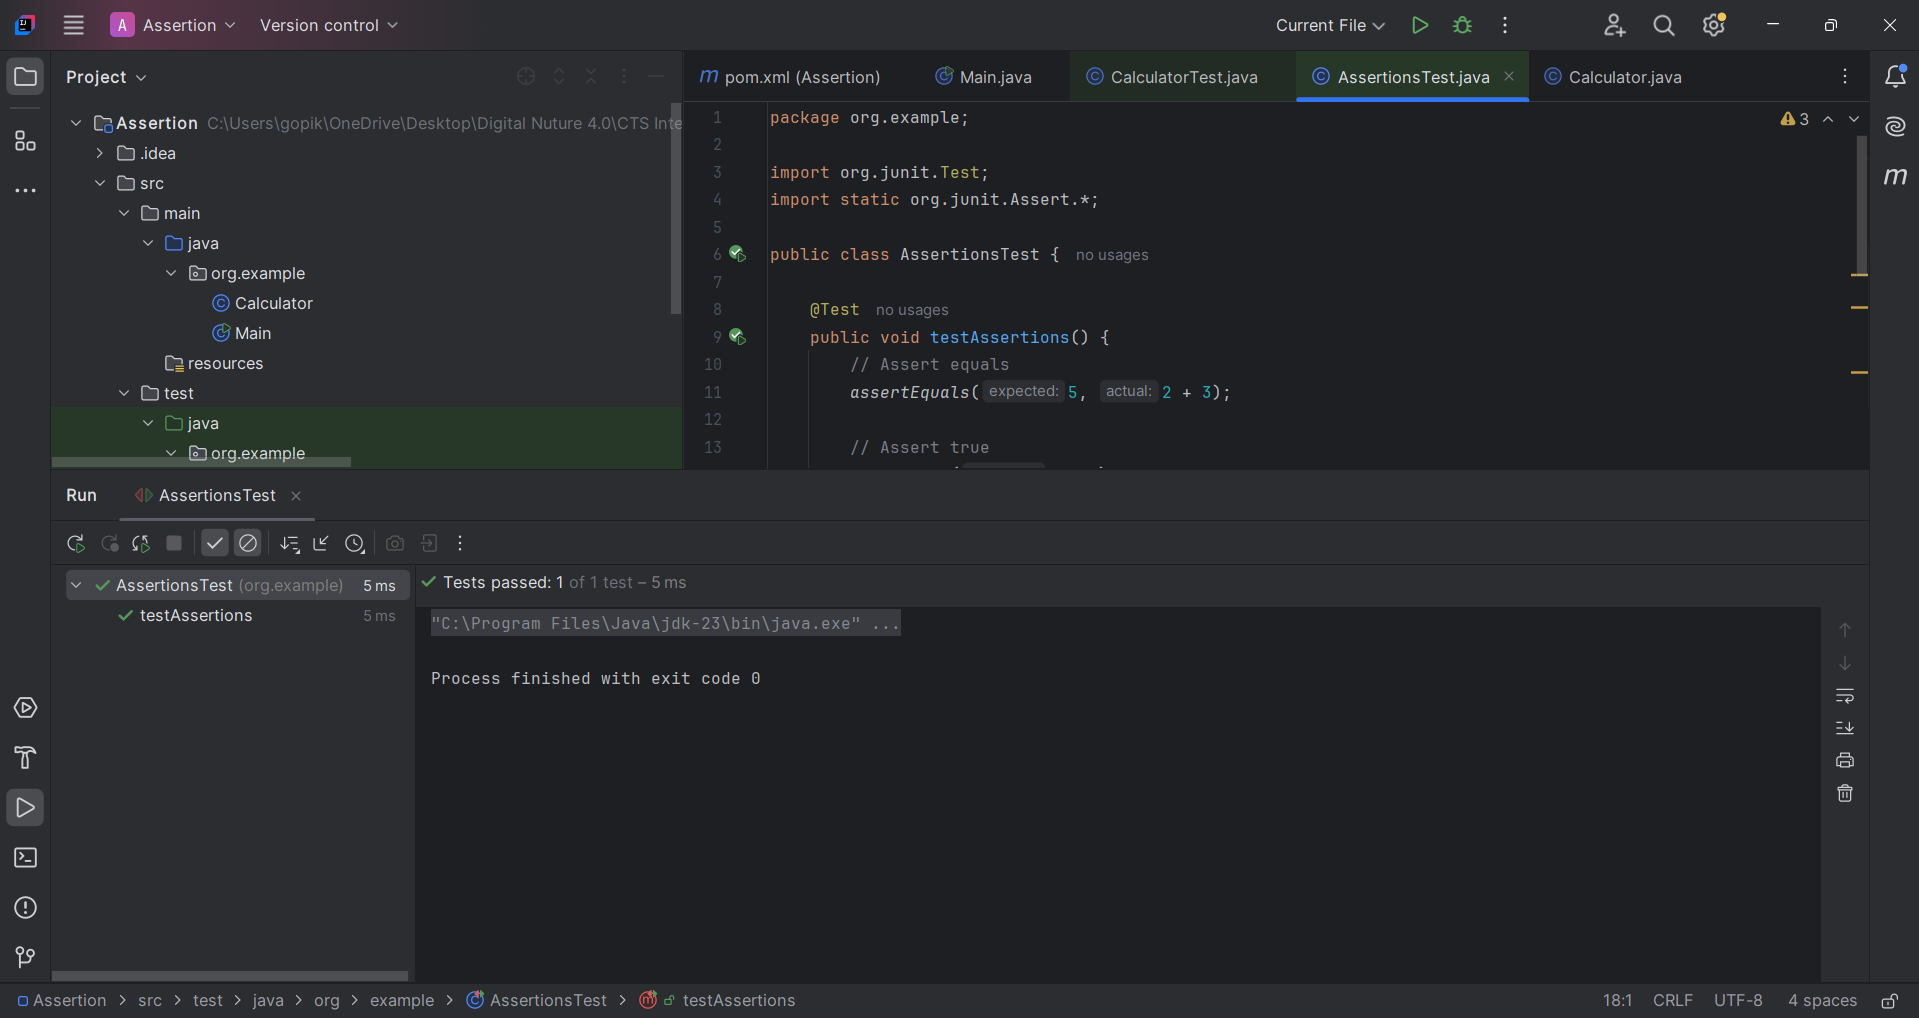 A Assertion Version control Current File
Project
Assertion C:\Users\gopik\OneDrive\Desktop\Digital Nuture 4.0\CTS Inte
.idea
src
main
java
org.example
Calculator
Main
resources
test
java
org.example
pom.xml (Assertion) Main.java CalculatorTest.java AssertionsTest.java Calculator.java
3
1 package org.example;
2
3 import org.junit.Test;
4 import static org.junit.Assert.*;
5
6 public class AssertionsTest { no usages
7
8 @Test no usages
9 public void testAssertions() {
10 // Assert equals
11 assertEquals( expected: 5, actual: 2 + 3);
12
13 // Assert true
Run AssertionsTest
AssertionsTest (org.example) 5 ms
testAssertions 5 ms
Tests passed: 1 of 1 test – 5 ms
"C:\Program Files\Java\jdk-23\bin\java.exe" ...
Process finished with exit code 0
Assertion > src > test > java > org > example > AssertionsTest > testAssertions
18:1 CRLF UTF-8 4 spaces